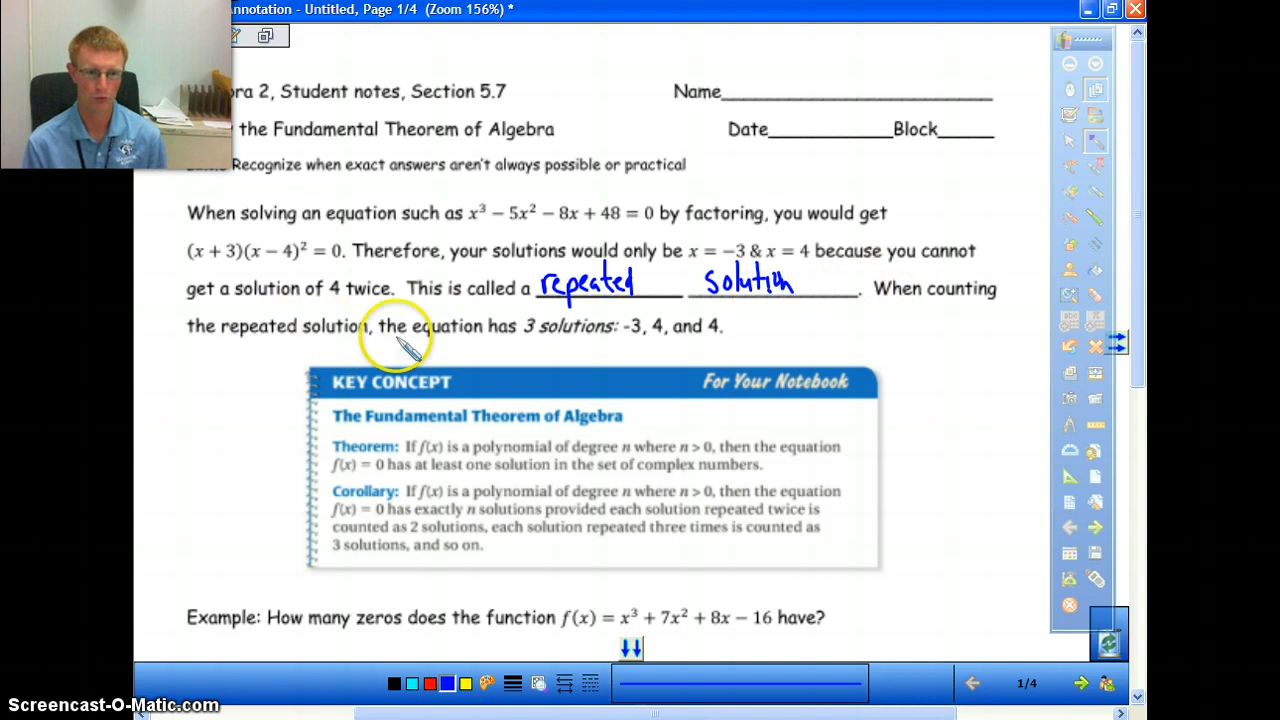 Annotation - Untitled, Page 1/4 (Zoom 156%) *
bra 2, Student notes, Section 5.7 Name
the Fundamental Theorem of Algebra Date Block
Recognize when exact answers aren't always possible or practical
When solving an equation such as x³ − 5x² − 8x + 48 = 0 by factoring, you would get
(x + 3)(x − 4)² = 0. Therefore, your solutions would only be x = −3 & x = 4 because you cannot
get a solution of 4 twice. This is called a repeated solution. When counting
the repeated solution, the equation has 3 solutions: -3, 4, and 4.
KEY CONCEPT For Your Notebook
The Fundamental Theorem of Algebra
Theorem: If f(x) is a polynomial of degree n where n > 0, then the equation
f(x) = 0 has at least one solution in the set of complex numbers.
Corollary: If f(x) is a polynomial of degree n where n > 0, then the equation
f(x) = 0 has exactly n solutions provided each solution repeated twice is
counted as 2 solutions, each solution repeated three times is counted as
3 solutions, and so on.
Example: How many zeros does the function f(x) = x³ + 7x² + 8x − 16 have?
1/4
Screencast-O-Matic.com